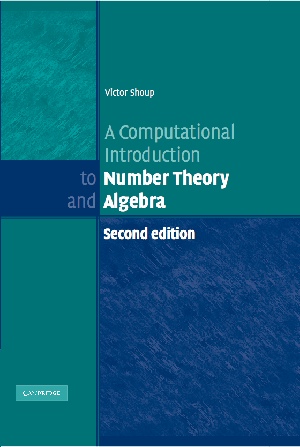 Victor Shoup
A Computational
Introduction
to Number Theory
and Algebra
Second edition
CAMBRIDGE